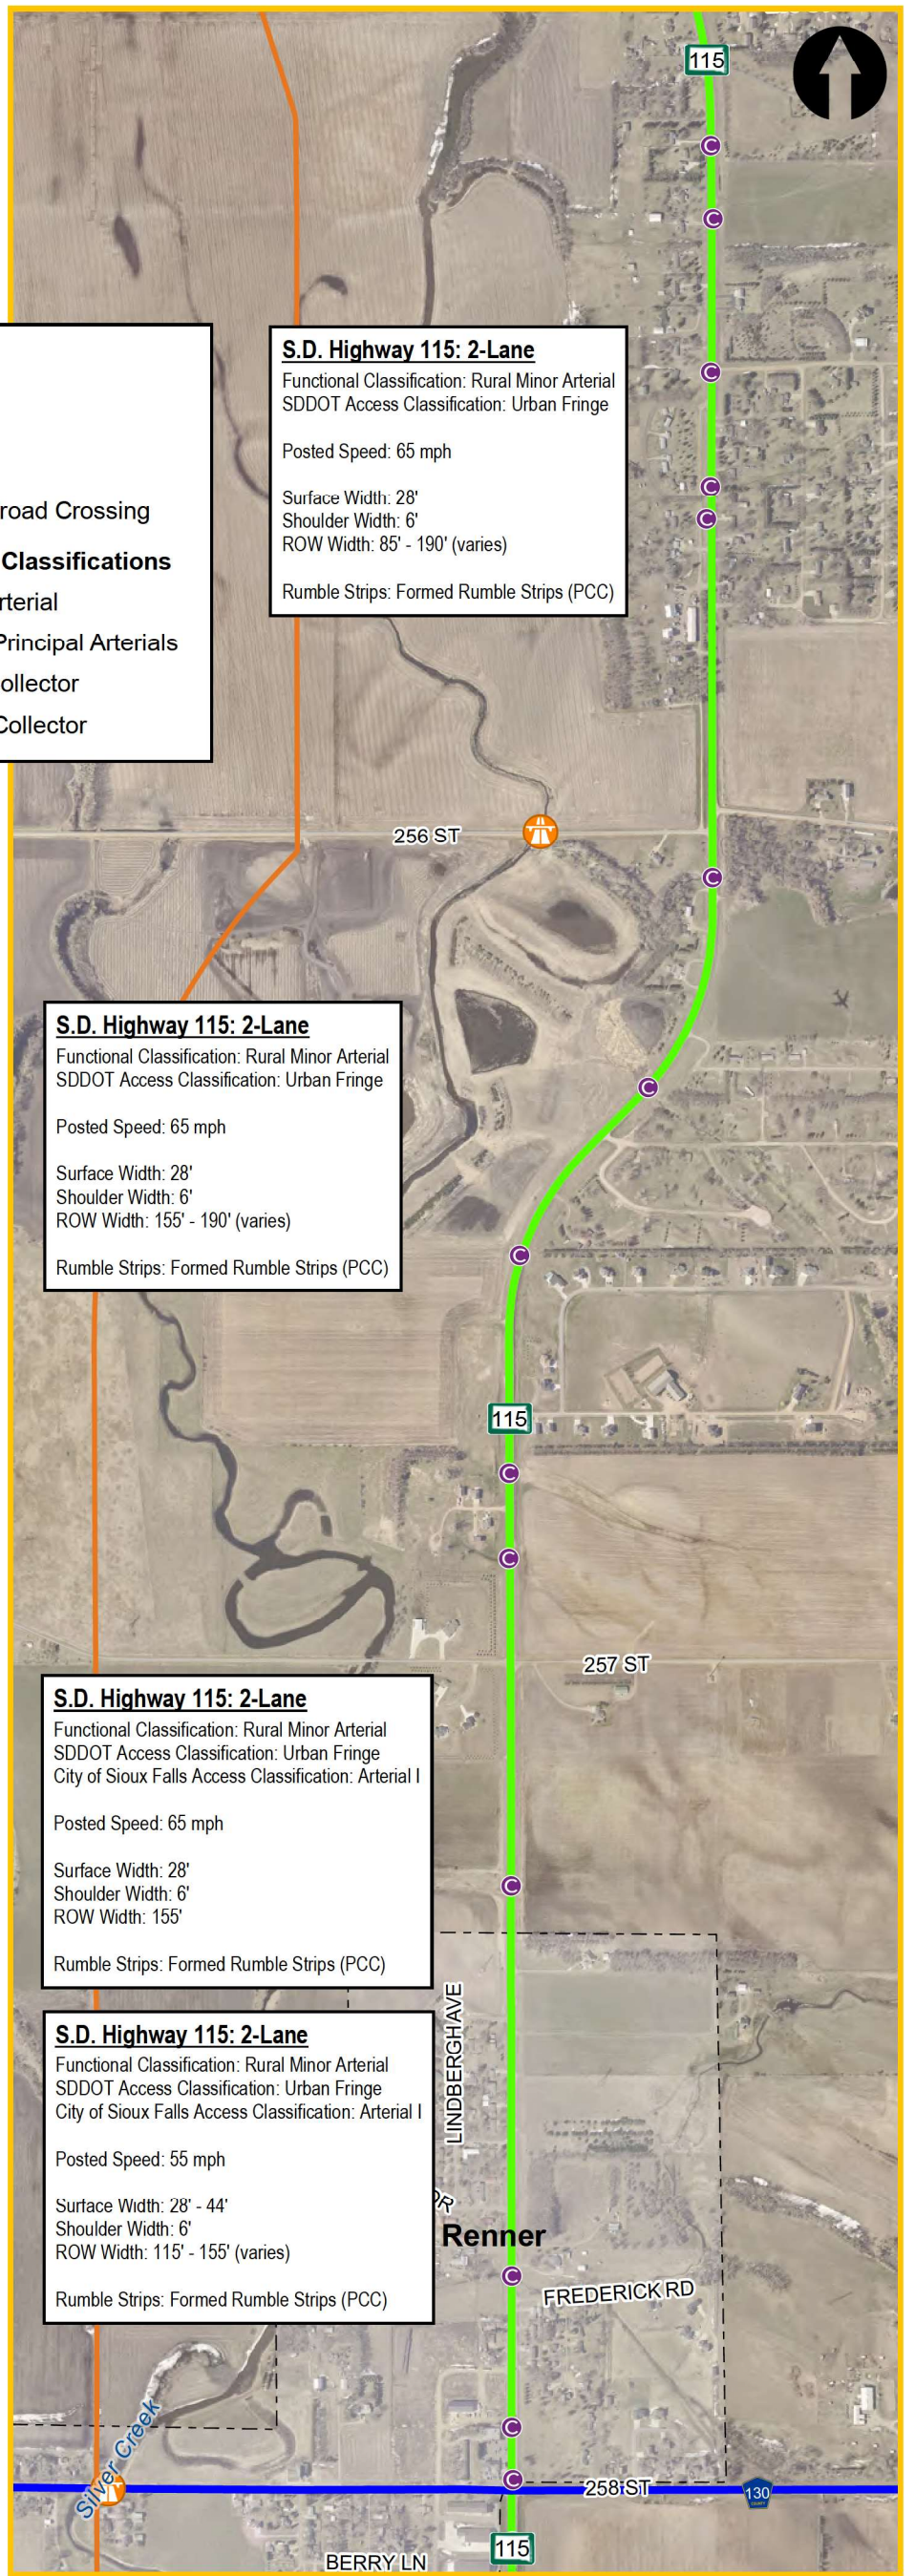 115
S.D. Highway 115: 2-Lane
Functional Classification: Rural Minor Arterial
SDDOT Access Classification: Urban Fringe
Posted Speed: 65 mph
Surface Width: 28'
Shoulder Width: 6'
ROW Width: 85' - 190' (varies)
Rumble Strips: Formed Rumble Strips (PCC)
road Crossing
Classifications
rterial
Principal Arterials
ollector
Collector
256 ST
S.D. Highway 115: 2-Lane
Functional Classification: Rural Minor Arterial
SDDOT Access Classification: Urban Fringe
Posted Speed: 65 mph
Surface Width: 28'
Shoulder Width: 6'
ROW Width: 155' - 190' (varies)
Rumble Strips: Formed Rumble Strips (PCC)
115
257 ST
S.D. Highway 115: 2-Lane
Functional Classification: Rural Minor Arterial
SDDOT Access Classification: Urban Fringe
City of Sioux Falls Access Classification: Arterial I
Posted Speed: 65 mph
Surface Width: 28'
Shoulder Width: 6'
ROW Width: 155'
Rumble Strips: Formed Rumble Strips (PCC)
LINDBERGH AVE
S.D. Highway 115: 2-Lane
Functional Classification: Rural Minor Arterial
SDDOT Access Classification: Urban Fringe
City of Sioux Falls Access Classification: Arterial I
Posted Speed: 55 mph
Surface Width: 28' - 44'
Shoulder Width: 6'
ROW Width: 115' - 155' (varies)
Rumble Strips: Formed Rumble Strips (PCC)
DR
Renner
FREDERICK RD
Silver Creek
258 ST
130
115
BERRY LN